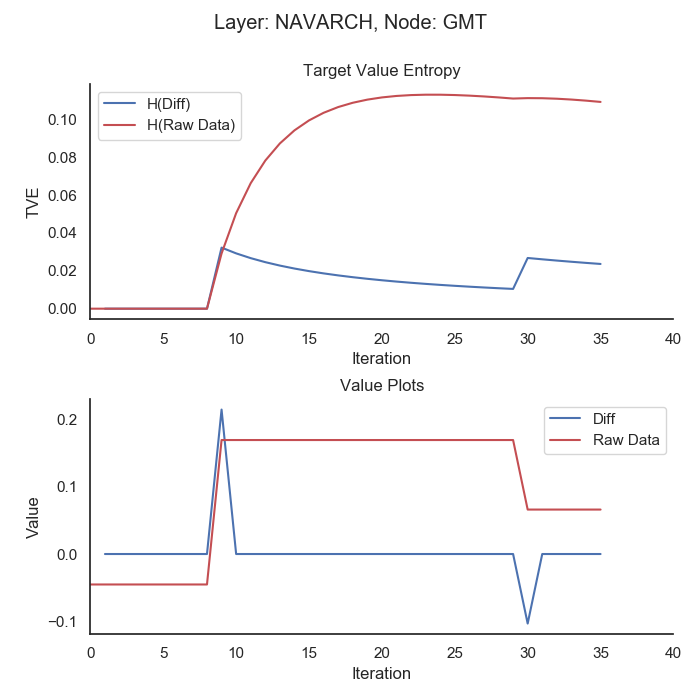 Layer: NAVARCH, Node: GMT
Target Value Entropy
H(Diff)
H(Raw Data)
TVE
0.10
0.08
0.06
0.04
0.02
0.00
0 5 10 15 20 25 30 35 40
Iteration
Value Plots
Diff
Raw Data
Value
0.2
0.1
0.0
−0.1
0 5 10 15 20 25 30 35 40
Iteration